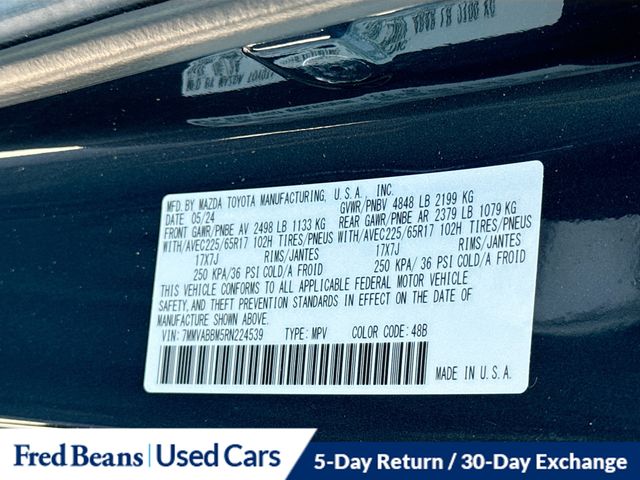 MFD. BY MAZDA TOYOTA MANUFACTURING, U.S.A., INC.
DATE 05/24 GVWR/PNBV 4848 LB 2199 KG
FRONT GAWR/PNBE AV 2498 LB 1133 KG REAR GAWR/PNBE AR 2379 LB 1079 KG
WITH/AVEC225/65R17 102H TIRES/PNEUS WITH/AVEC225/65R17 102H TIRES/PNEUS
17X7J RIMS/JANTES 17X7J RIMS/JANTES
250 KPA/36 PSI COLD/A FROID 250 KPA/ 36 PSI COLD/A FROID
THIS VEHICLE CONFORMS TO ALL APPLICABLE FEDERAL MOTOR VEHICLE
SAFETY, AND THEFT PREVENTION STANDARDS IN EFFECT ON THE DATE OF
MANUFACTURE SHOWN ABOVE.
VIN: 7MMVABBM5RN224539 TYPE: MPV COLOR CODE: 48B
MADE IN U.S.A.
Fred Beans | Used Cars 5-Day Return / 30-Day Exchange